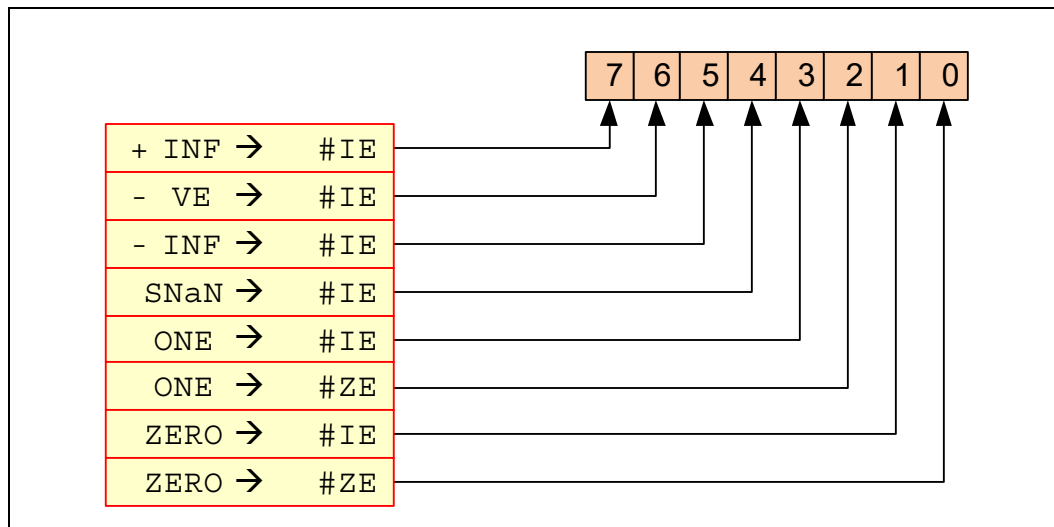 7 6 5 4 3 2 1 0
+ INF → #IE
- VE → #IE
- INF → #IE
SNaN → #IE
ONE → #IE
ONE → #ZE
ZERO → #IE
ZERO → #ZE